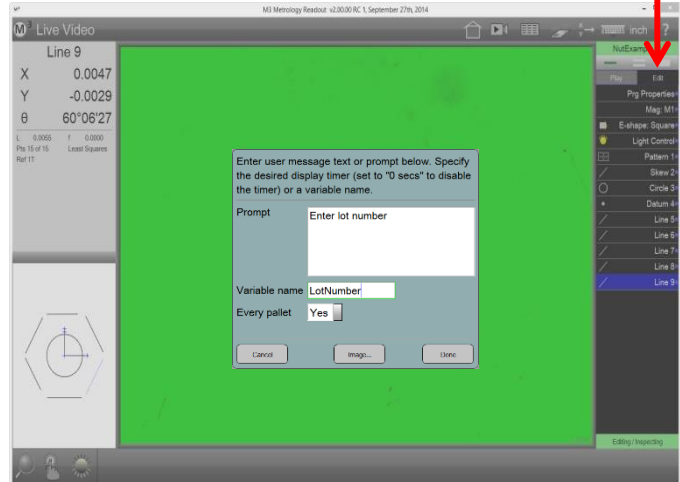 M3 Metrology Readout v2.00.00 RC 1, September 27th, 2014
M³ Live Video
inch ?
Line 9
X 0.0047
Y -0.0029
θ 60°06'27
L 0.0055 f 0.0000
Pts 15 of 15 Least Squares
Ref 17
Enter user message text or prompt below. Specify
the desired display timer (set to "0 secs" to disable
the timer) or a variable name.
Prompt
Enter lot number
Variable name LotNumber
Every pallet Yes
Cancel Image... Done
Play Edit
Prg Properties
Mag: M1
E-shape: Square
Light Control
Pattern 1
Skew 2
Circle 3
Datum 4
Line 5
Line 6
Line 7
Line 8
Line 9
Editing / Inspecting